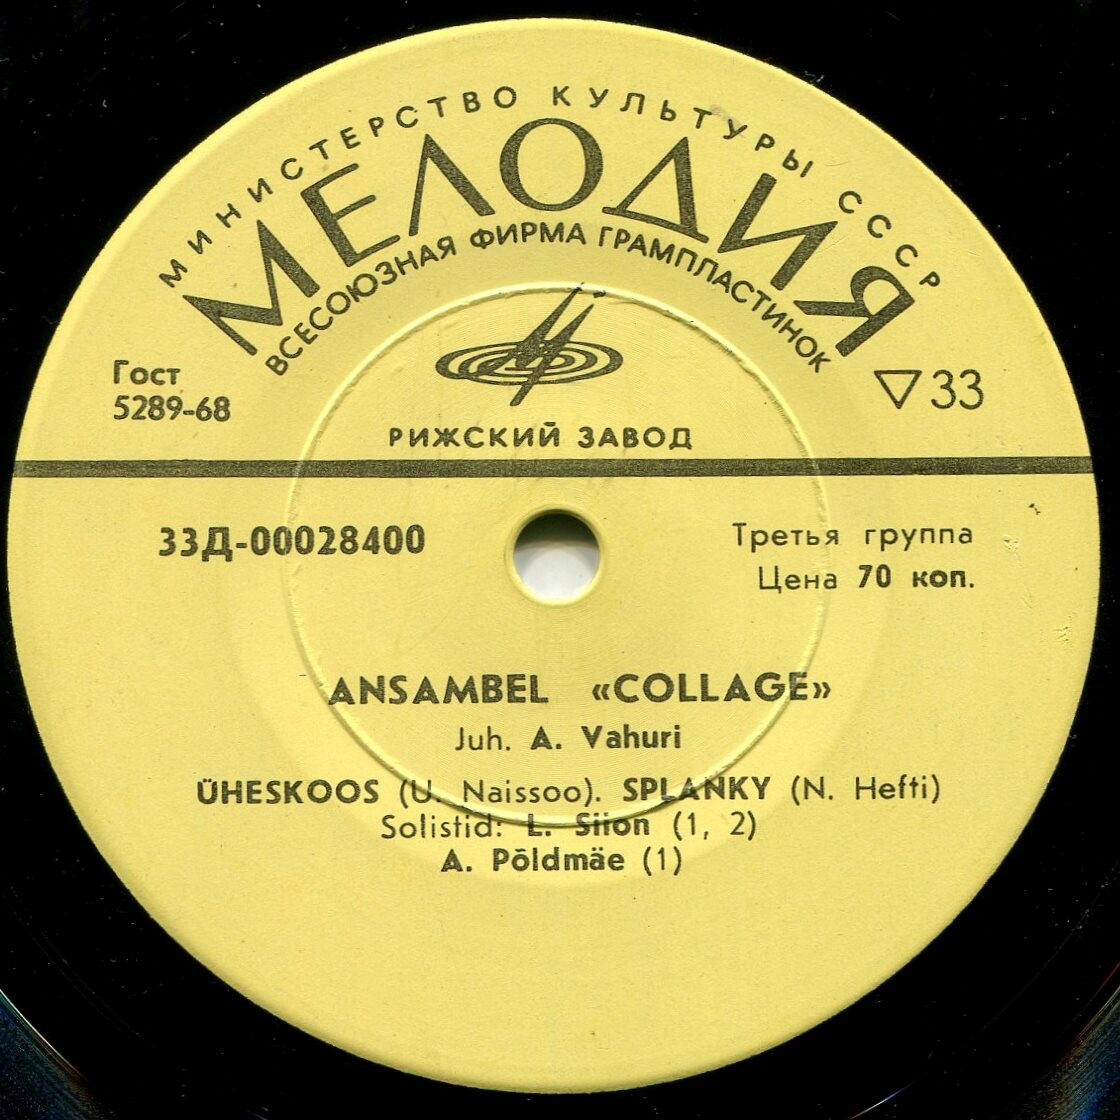 МИНИСТЕРСТВО КУЛЬТУРЫ СССР
МЕЛОДИЯ
ВСЕСОЮЗНАЯ ФИРМА ГРАМПЛАСТИНОК
Гост
5289-68
33
РИЖСКИЙ ЗАВОД
33Д-00028400
Третья группа
Цена 70 коп.
ANSAMBEL «COLLAGE»
Juh. A. Vahuri
ÜHESKOOS (U. Naissoo). SPLANKY (N. Hefti)
Solistid: L. Siion (1, 2)
A. Põldmäe (1)